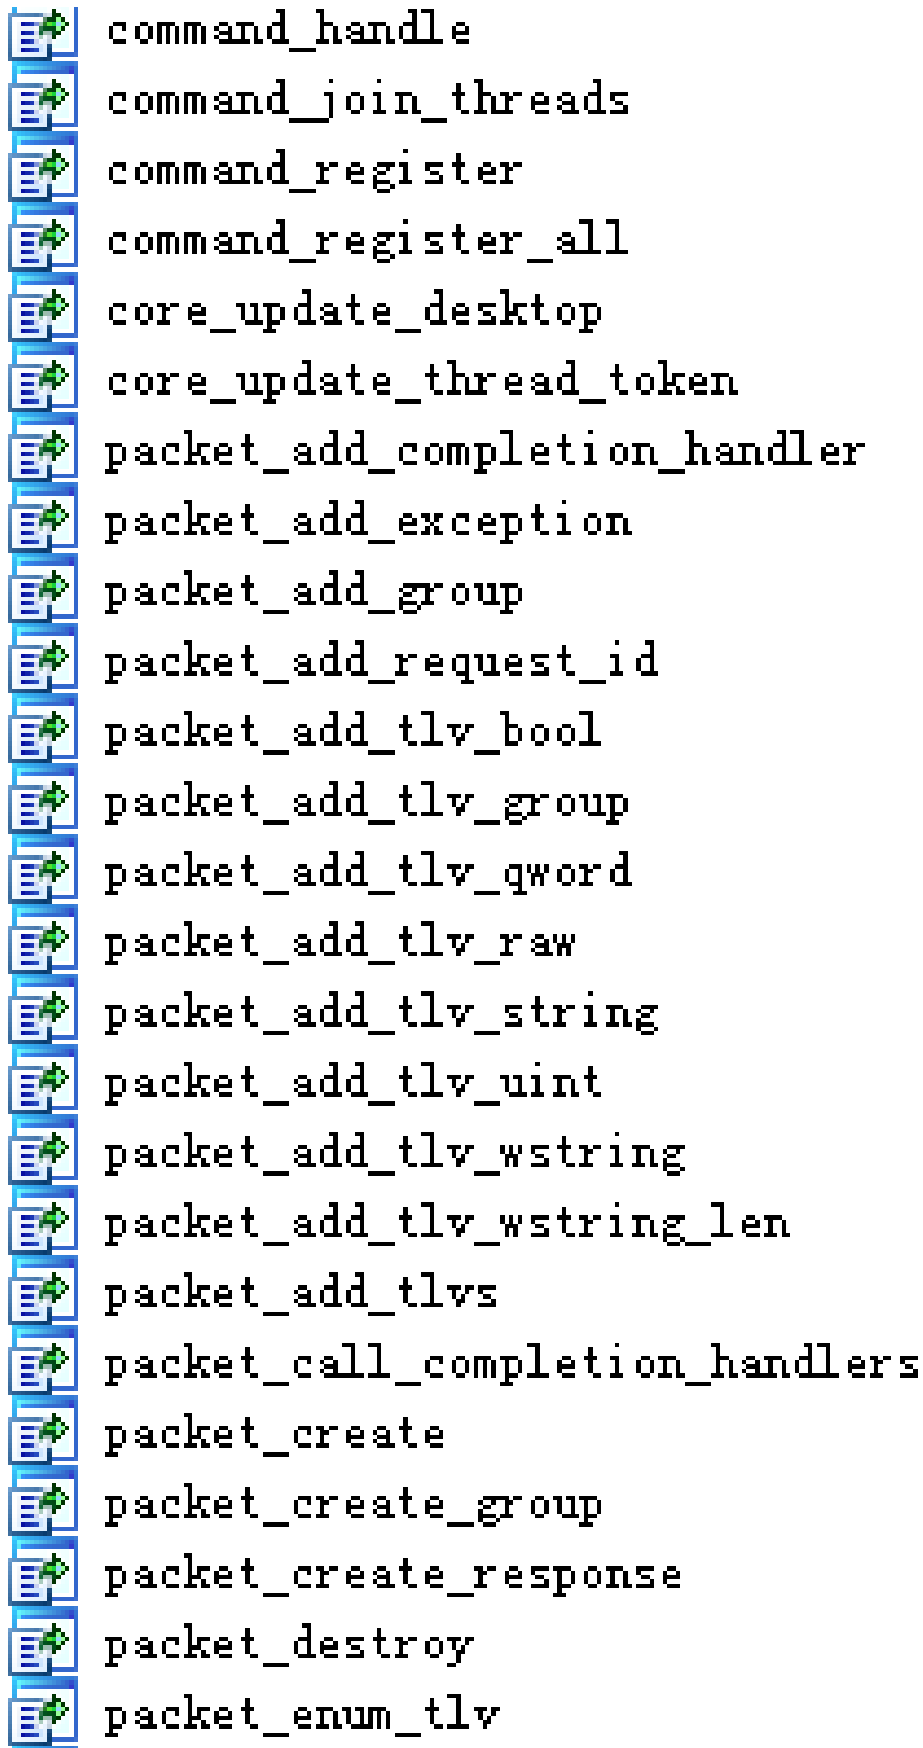 command_handle
command_join_threads
command_register
command_register_all
core_update_desktop
core_update_thread_token
packet_add_completion_handler
packet_add_exception
packet_add_group
packet_add_request_id
packet_add_tlv_bool
packet_add_tlv_group
packet_add_tlv_qword
packet_add_tlv_raw
packet_add_tlv_string
packet_add_tlv_uint
packet_add_tlv_wstring
packet_add_tlv_wstring_len
packet_add_tlvs
packet_call_completion_handlers
packet_create
packet_create_group
packet_create_response
packet_destroy
packet_enum_tlv